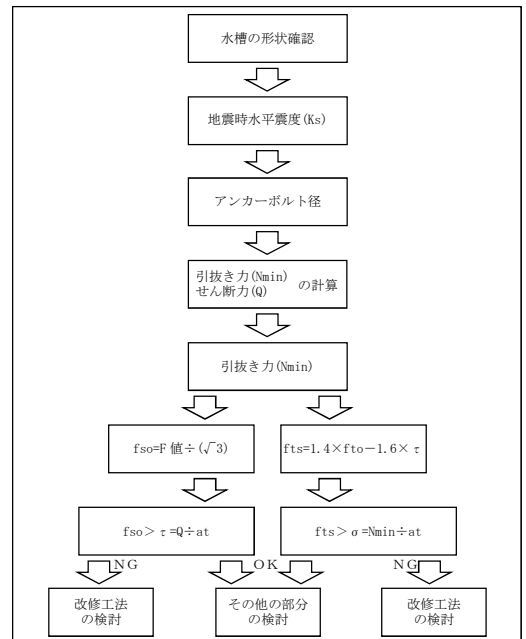 水槽の形状確認
地震時水平震度(Ks)
アンカーボルト径
引抜き力(Nmin)
せん断力(Q)
の計算
引抜き力(Nmin)
fso=F値÷(√3)
fts=1.4×fto－1.6×τ
fso＞τ=Q÷at
fts＞σ=Nmin÷at
NG
OK
NG
改修工法
の検討
その他の部分
の検討
改修工法
の検討